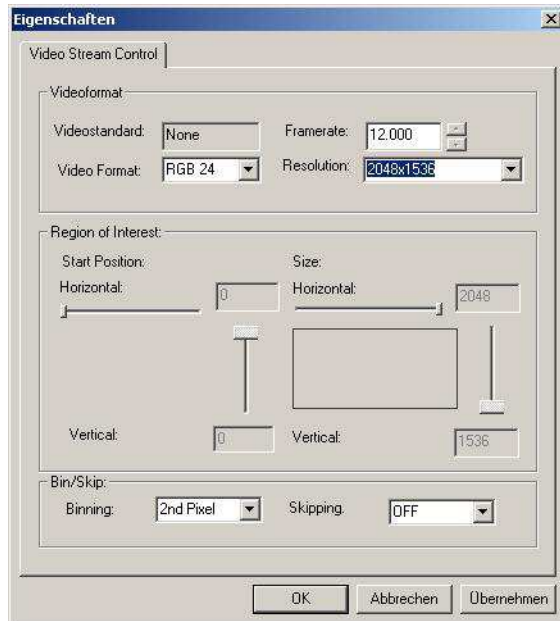 Eigenschaften
Video Stream Control
Videoformat
Videostandard: None Framerate: 12.000
Video Format: RGB 24 Resolution: 2048x1536
Region of Interest:
Start Position: Size:
Horizontal: 0 Horizontal: 2048
Vertical: 0 Vertical: 1536
Bin/Skip:
Binning: 2nd Pixel Skipping. OFF
OK Abbrechen Übernehmen